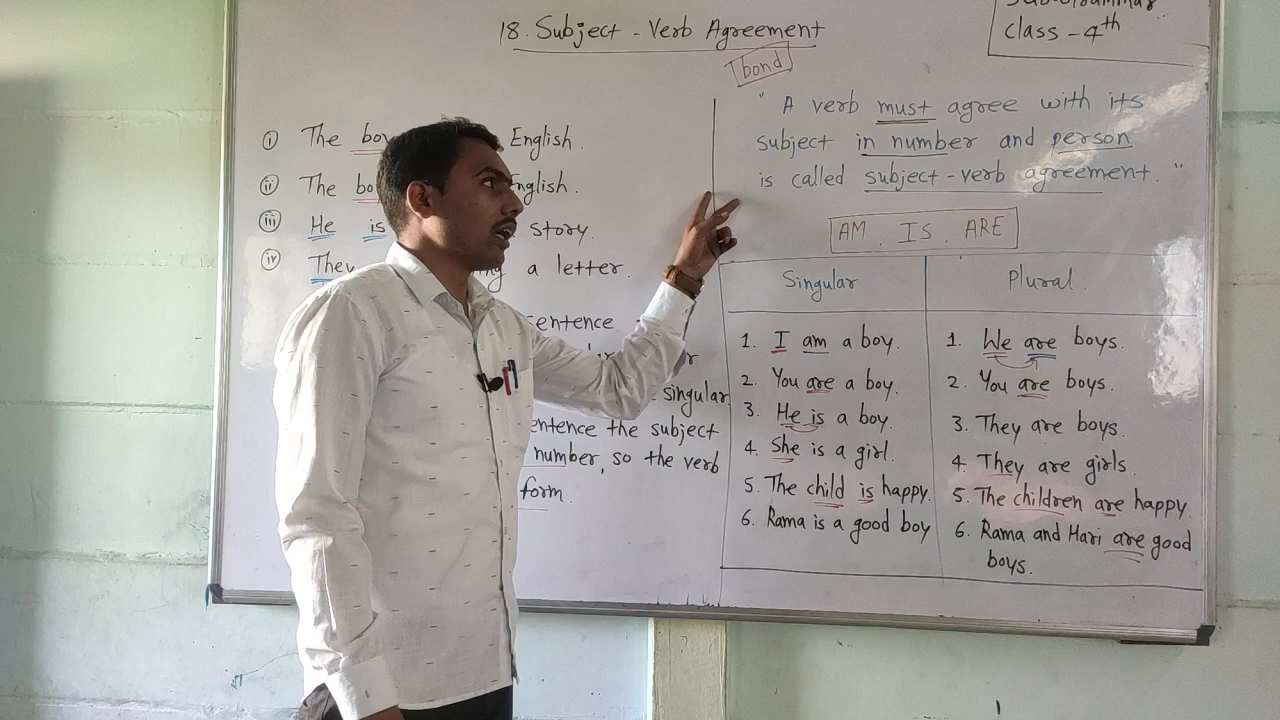 18. Subject - Verb Agreement
bond
Class - 4th
(i) The boy English.
(ii) The English.
(iii) He is story.
(iv) They a letter.
sentence
singular
sentence the subject
number, so the verb
form.
" A verb must agree with its
subject in number and person
is called subject-verb agreement. "
AM . IS . ARE
Singular
1. I am a boy.
2. You are a boy.
3. He is a boy.
4. She is a girl.
5. The child is happy.
6. Rama is a good boy
Plural
1. We are boys.
2. You are boys.
3. They are boys.
4. They are girls.
5. The children are happy.
6. Rama and Hari are good
boys.